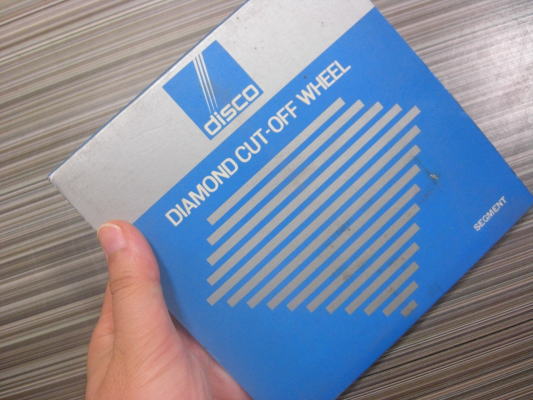 disco
DIAMOND CUT-OFF WHEEL
SEGMENT